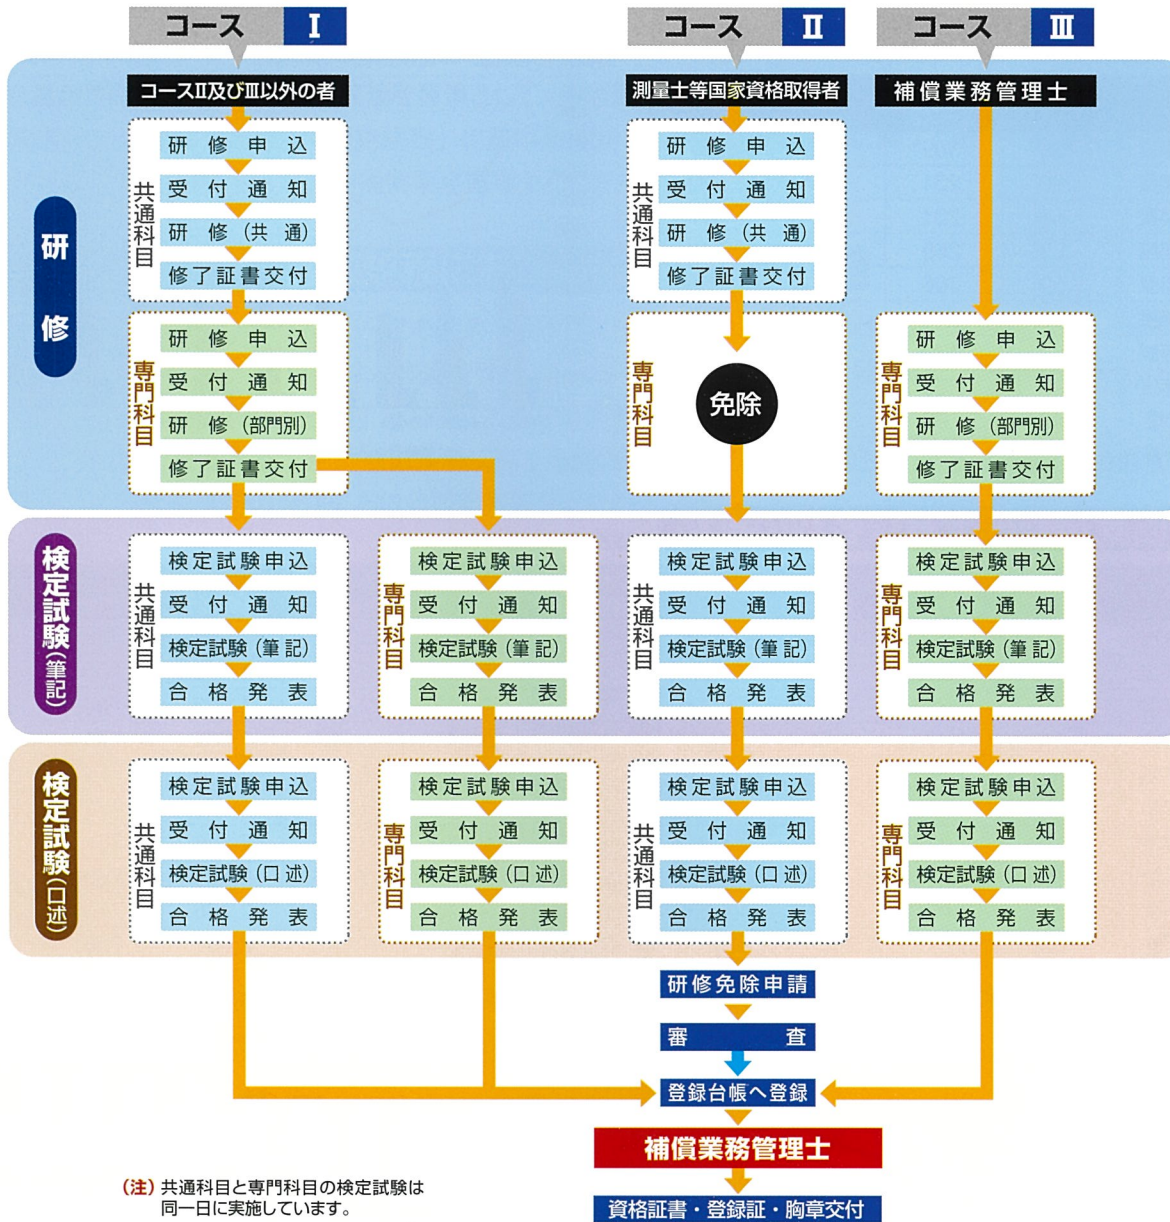 コース Ⅰ
コースⅡ及びⅢ以外の者
コース Ⅱ
測量士等国家資格取得者
コース Ⅲ
補償業務管理士
研修
共通科目
研修申込
受付通知
研修（共通）
修了証書交付
専門科目
研修申込
受付通知
研修（部門別）
修了証書交付
共通科目
研修申込
受付通知
研修（共通）
修了証書交付
専門科目
免除
専門科目
研修申込
受付通知
研修（部門別）
修了証書交付
検定試験（筆記）
共通科目
検定試験申込
受付通知
検定試験（筆記）
合格発表
専門科目
検定試験申込
受付通知
検定試験（筆記）
合格発表
共通科目
検定試験申込
受付通知
検定試験（筆記）
合格発表
専門科目
検定試験申込
受付通知
検定試験（筆記）
合格発表
検定試験（口述）
共通科目
検定試験申込
受付通知
検定試験（口述）
合格発表
専門科目
検定試験申込
受付通知
検定試験（口述）
合格発表
共通科目
検定試験申込
受付通知
検定試験（口述）
合格発表
専門科目
検定試験申込
受付通知
検定試験（口述）
合格発表
研修免除申請
審査
登録台帳へ登録
補償業務管理士
資格証書・登録証・胸章交付
（注）共通科目と専門科目の検定試験は
同一日に実施しています。